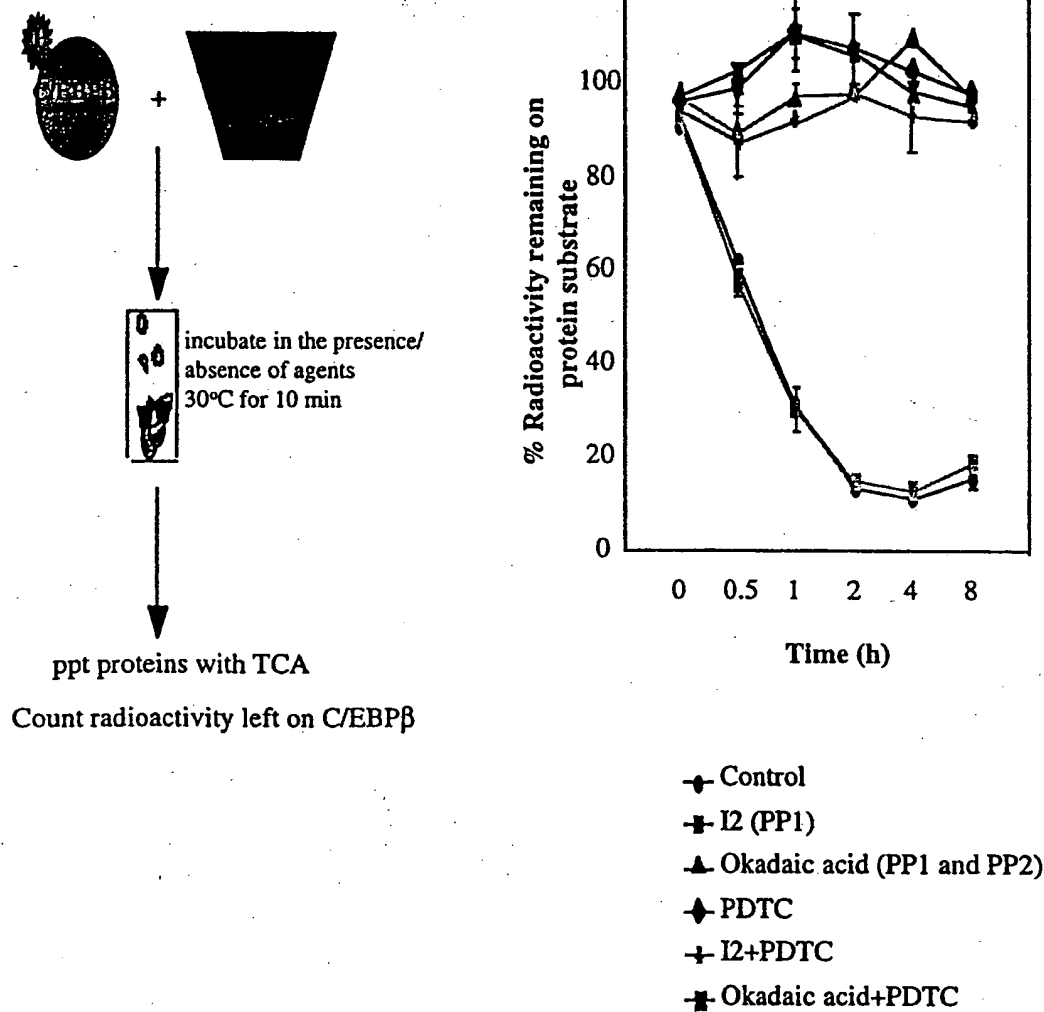 C/EBPβ
+
incubate in the presence/
absence of agents
30°C for 10 min
ppt proteins with TCA
Count radioactivity left on C/EBPβ
% Radioactivity remaining on
protein substrate
100
80
60
40
20
0
0 0.5 1 2 4 8
Time (h)
Control
I2 (PP1)
Okadaic acid (PP1 and PP2)
PDTC
I2+PDTC
Okadaic acid+PDTC